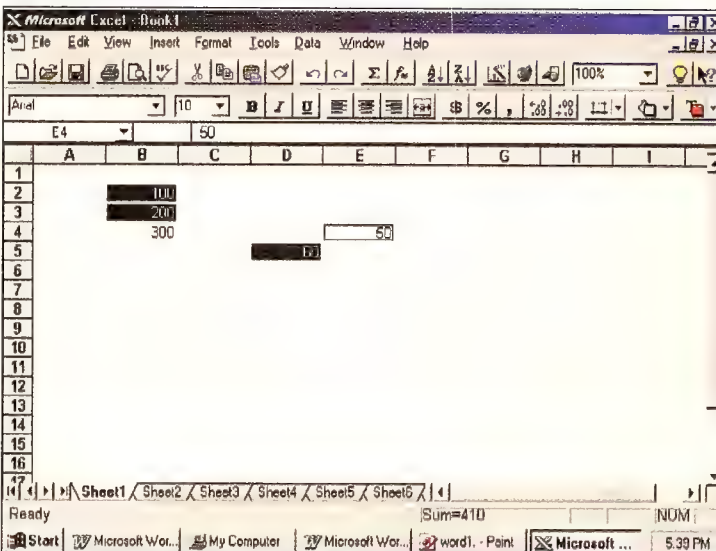 Microsoft Excel - Book1
File Edit View Insert Format Tools Data Window Help
100%
Arial 10 B I U $ % ,
E4 50
A B C D E F G H I
1
2 100
3 200
4 300 50
5 60
6
7
8
9
10
11
12
13
14
15
16
17
Sheet1 Sheet2 Sheet3 Sheet4 Sheet5 Sheet6
Ready Sum=410 NUM
Start Microsoft Wor... My Computer Microsoft Wor... word1. - Paint Microsoft ... 5.39 PM